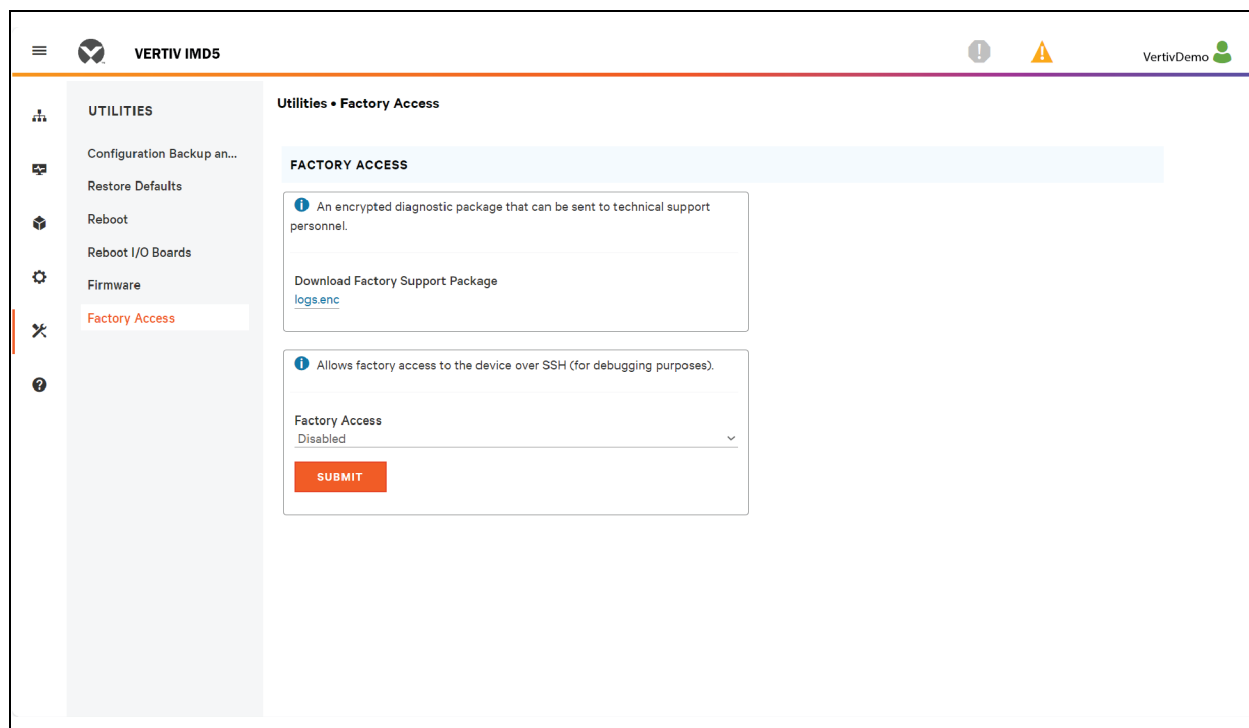 VERTIV IMD5
VertivDemo
UTILITIES
Configuration Backup an...
Restore Defaults
Reboot
Reboot I/O Boards
Firmware
Factory Access
Utilities • Factory Access
FACTORY ACCESS
An encrypted diagnostic package that can be sent to technical support
personnel.
Download Factory Support Package
logs.enc
Allows factory access to the device over SSH (for debugging purposes).
Factory Access
Disabled
SUBMIT